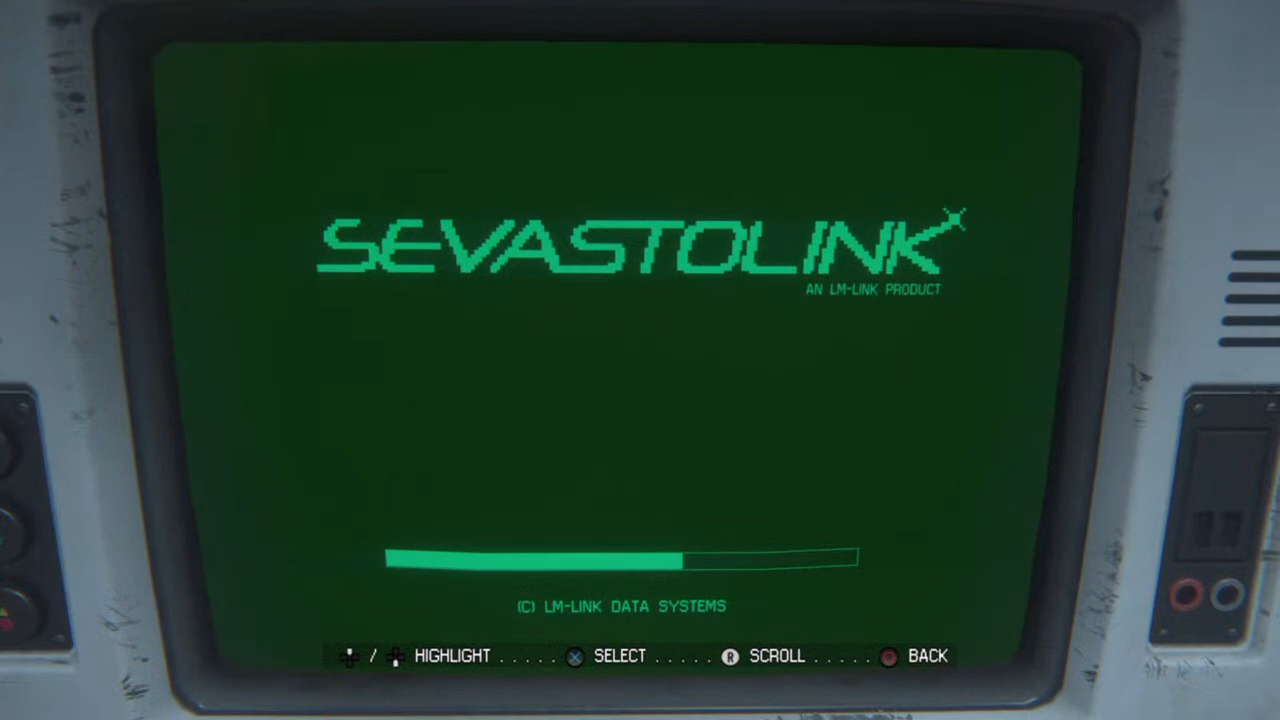 SEVASTOLINK
AN LM-LINK PRODUCT
(C) LM-LINK DATA SYSTEMS
/ HIGHLIGHT . . . . . SELECT . . . . . R SCROLL . . . . . BACK